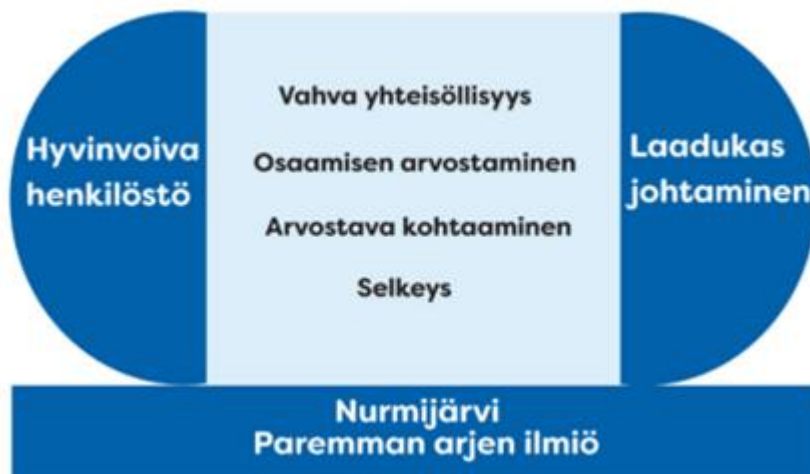 Hyvinvoiva
henkilöstö
Vahva yhteisöllisyys
Osaamisen arvostaminen
Arvostava kohtaaminen
Selkeys
Laadukas
johtaminen
Nurmijärvi
Paremman arjen ilmiö